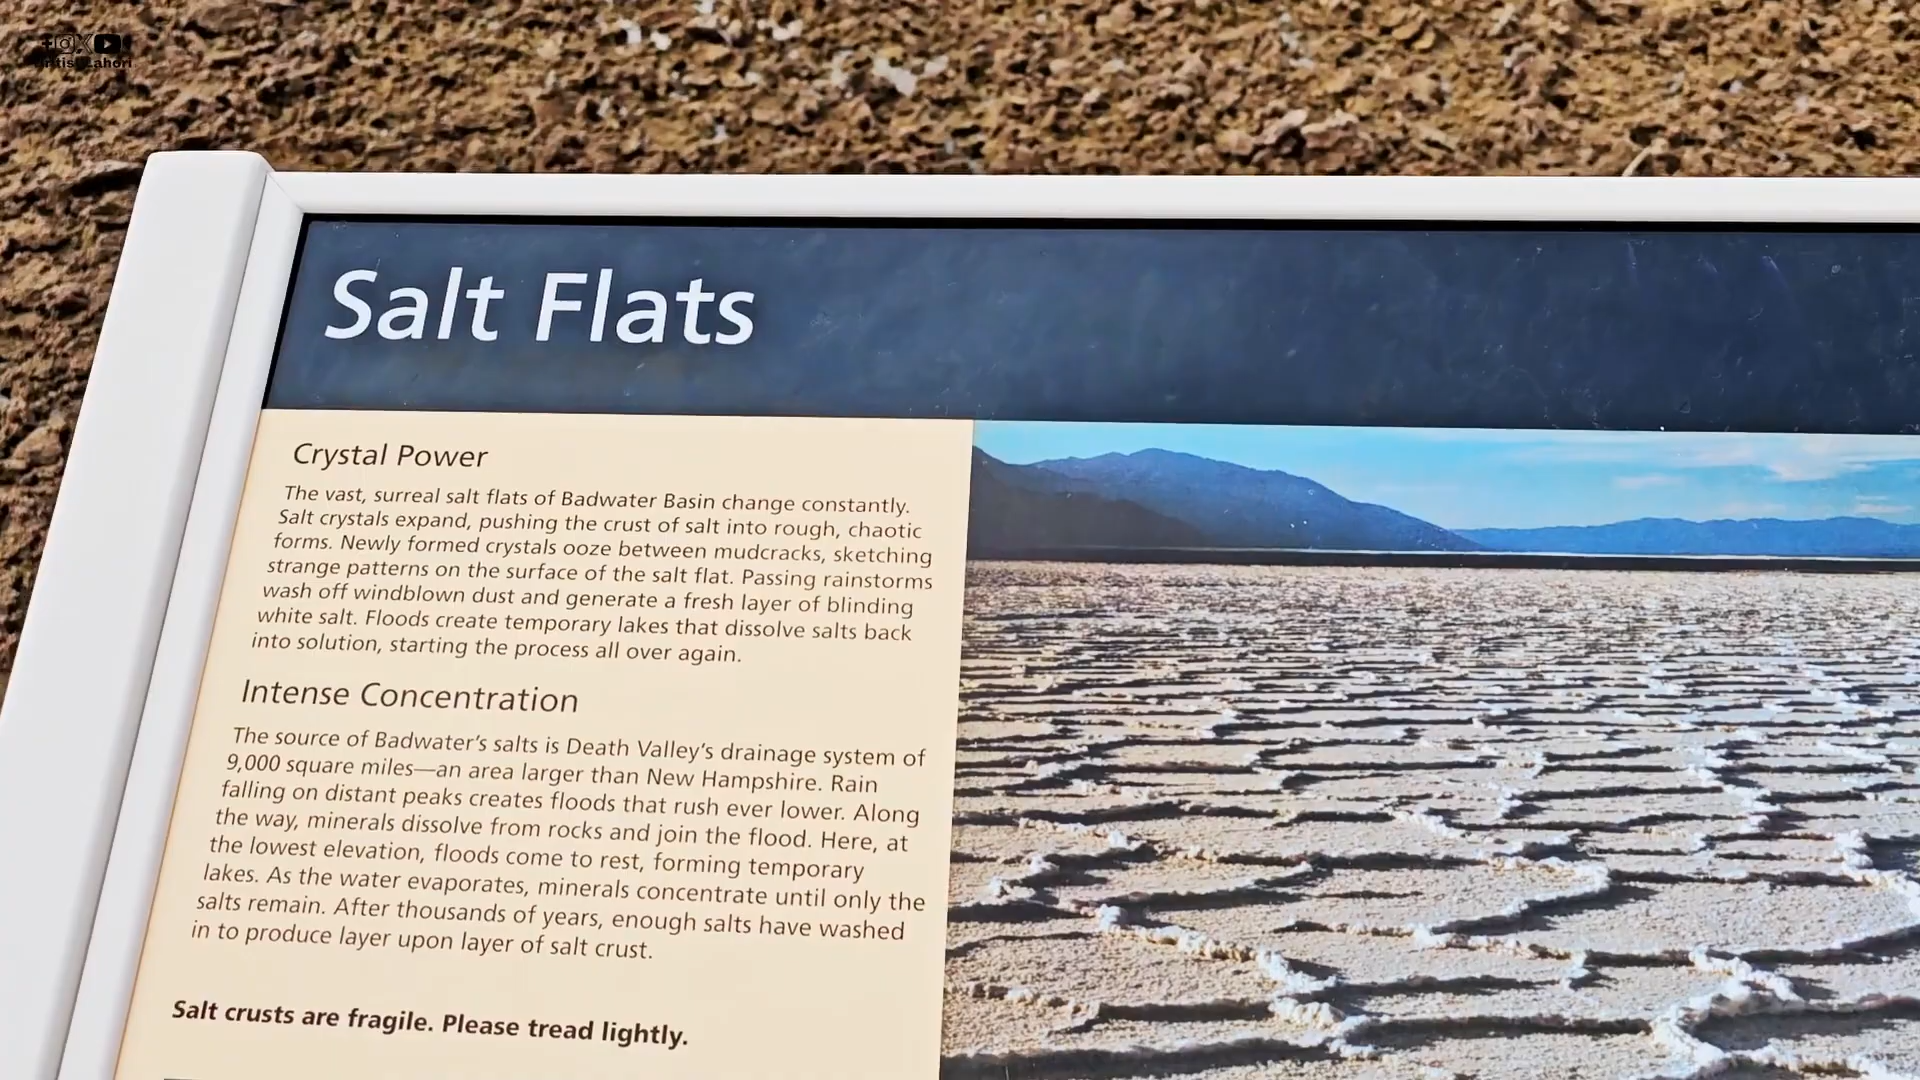 Salt Flats
Crystal Power
The vast, surreal salt flats of Badwater Basin change constantly.
Salt crystals expand, pushing the crust of salt into rough, chaotic
forms. Newly formed crystals ooze between mudcracks, sketching
strange patterns on the surface of the salt flat. Passing rainstorms
wash off windblown dust and generate a fresh layer of blinding
white salt. Floods create temporary lakes that dissolve salts back
into solution, starting the process all over again.
Intense Concentration
The source of Badwater’s salts is Death Valley’s drainage system of
9,000 square miles—an area larger than New Hampshire. Rain
falling on distant peaks creates floods that rush ever lower. Along
the way, minerals dissolve from rocks and join the flood. Here, at
the lowest elevation, floods come to rest, forming temporary
lakes. As the water evaporates, minerals concentrate until only the
salts remain. After thousands of years, enough salts have washed
in to produce layer upon layer of salt crust.
Salt crusts are fragile. Please tread lightly.